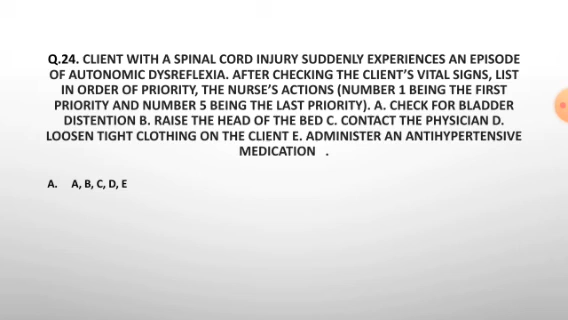 Q.24. CLIENT WITH A SPINAL CORD INJURY SUDDENLY EXPERIENCES AN EPISODE
OF AUTONOMIC DYSREFLEXIA. AFTER CHECKING THE CLIENT'S VITAL SIGNS, LIST
IN ORDER OF PRIORITY, THE NURSE'S ACTIONS (NUMBER 1 BEING THE FIRST
PRIORITY AND NUMBER 5 BEING THE LAST PRIORITY). A. CHECK FOR BLADDER
DISTENTION B. RAISE THE HEAD OF THE BED C. CONTACT THE PHYSICIAN D.
LOOSEN TIGHT CLOTHING ON THE CLIENT E. ADMINISTER AN ANTIHYPERTENSIVE
MEDICATION .
A. A, B, C, D, E